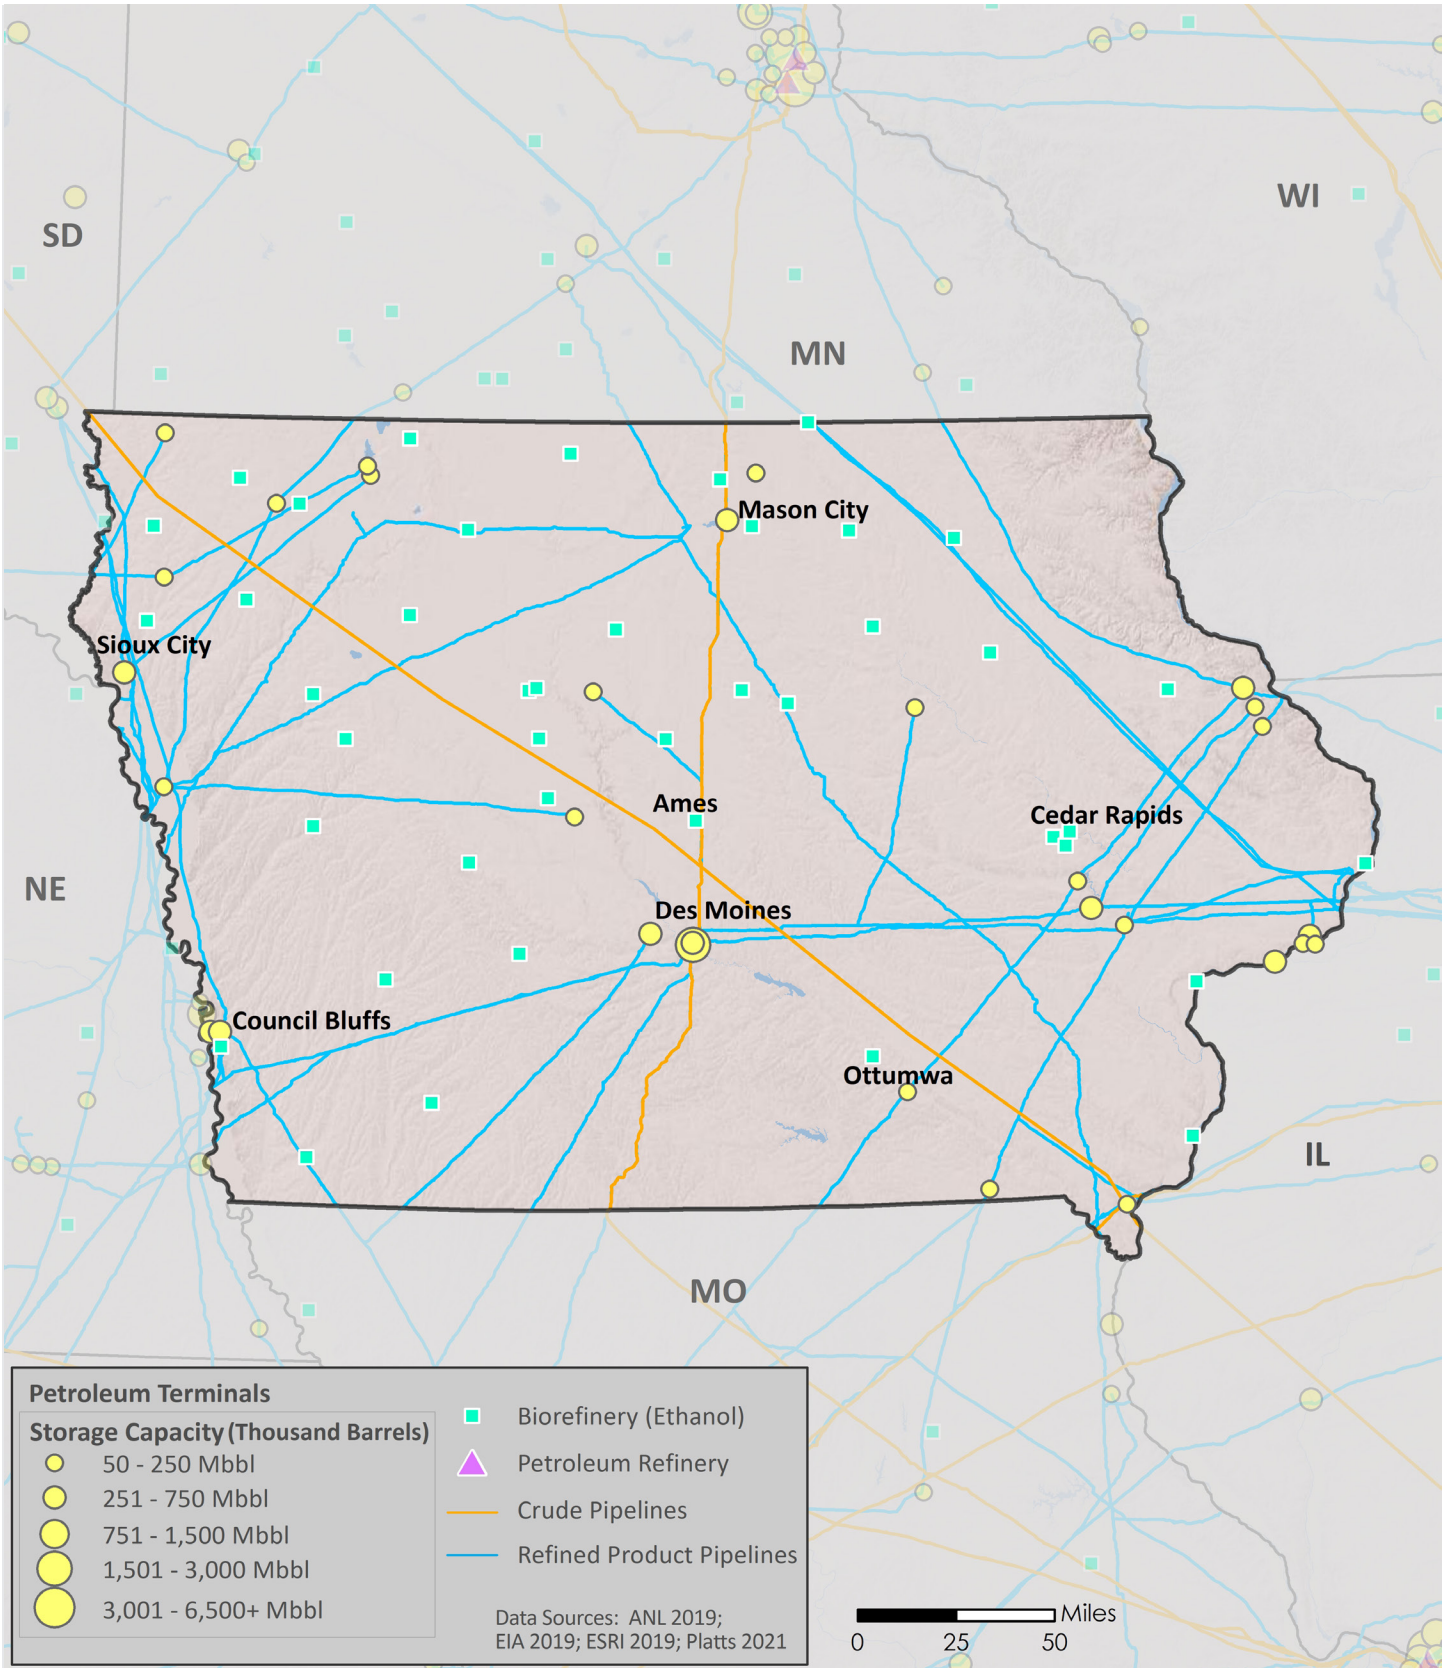 WI
SD
MN
Mason City
Sioux City
Ames
Cedar Rapids
NE
Des Moines
Council Bluffs
Ottumwa
IL
MO
Petroleum Terminals
Storage Capacity (Thousand Barrels)
50 - 250 Mbbl
251 - 750 Mbbl
751 - 1,500 Mbbl
1,501 - 3,000 Mbbl
3,001 - 6,500+ Mbbl
Biorefinery (Ethanol)
Petroleum Refinery
Crude Pipelines
Refined Product Pipelines
Data Sources: ANL 2019;
EIA 2019; ESRI 2019; Platts 2021
Miles
0 25 50